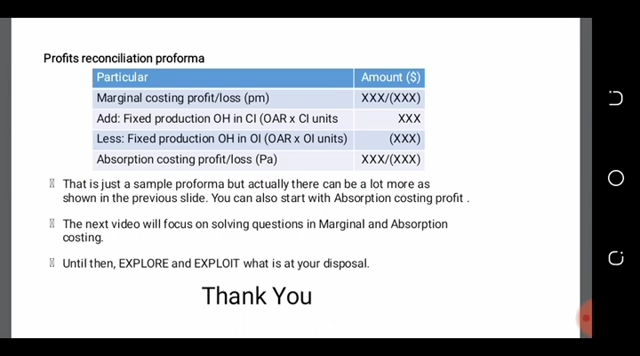 Profits reconciliation proforma
Particular Amount ($)
Marginal costing profit/loss (pm) XXX/(XXX)
Add: Fixed production OH in CI (OAR x CI units XXX
Less: Fixed production OH in OI (OAR x OI units) (XXX)
Absorption costing profit/loss (Pa) XXX/(XXX)
That is just a sample proforma but actually there can be a lot more as
shown in the previous slide. You can also start with Absorption costing profit .
The next video will focus on solving questions in Marginal and Absorption
costing.
Until then, EXPLORE and EXPLOIT what is at your disposal.
Thank You